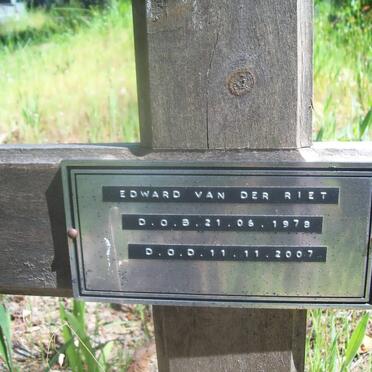 EDWARD VAN DER RIET
D.O.B. 21.06.1978
D.O.D. 11.11.2007